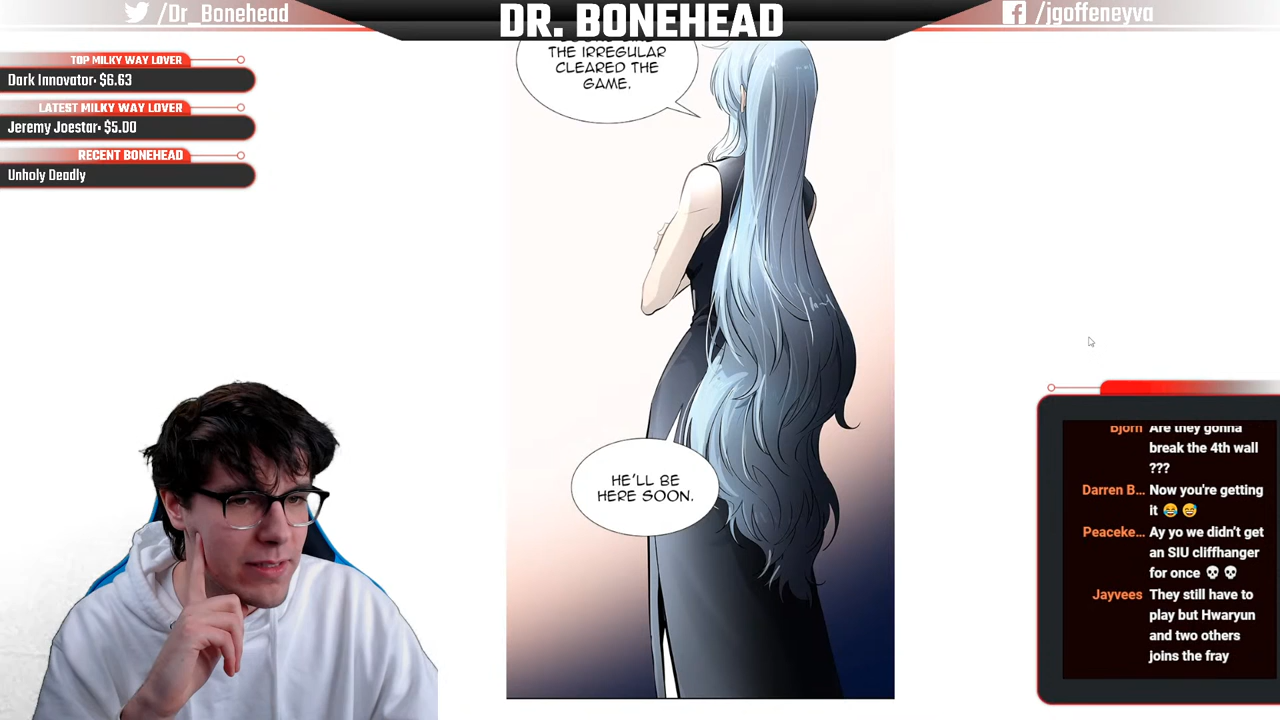 /Dr_Bonehead
DR. BONEHEAD
/jgoffeneyva
TOP MILKY WAY LOVER
Dark Innovator• $6.63
LATEST MILKY WAY LOVER
Jeremy Joestar• $5.00
RECENT BONEHEAD
Unholy Deadly
THE IRREGULAR
CLEARED THE
GAME.
HE'LL BE
HERE SOON.
Bjorn Are they gonna
break the 4th wall
???
Darren B... Now you're getting
it 😂 😅
Peaceke... Ay yo we didn't get
an SIU cliffhanger
for once 💀 💀
Jayvees They still have to
play but Hwaryun
and two others
joins the fray